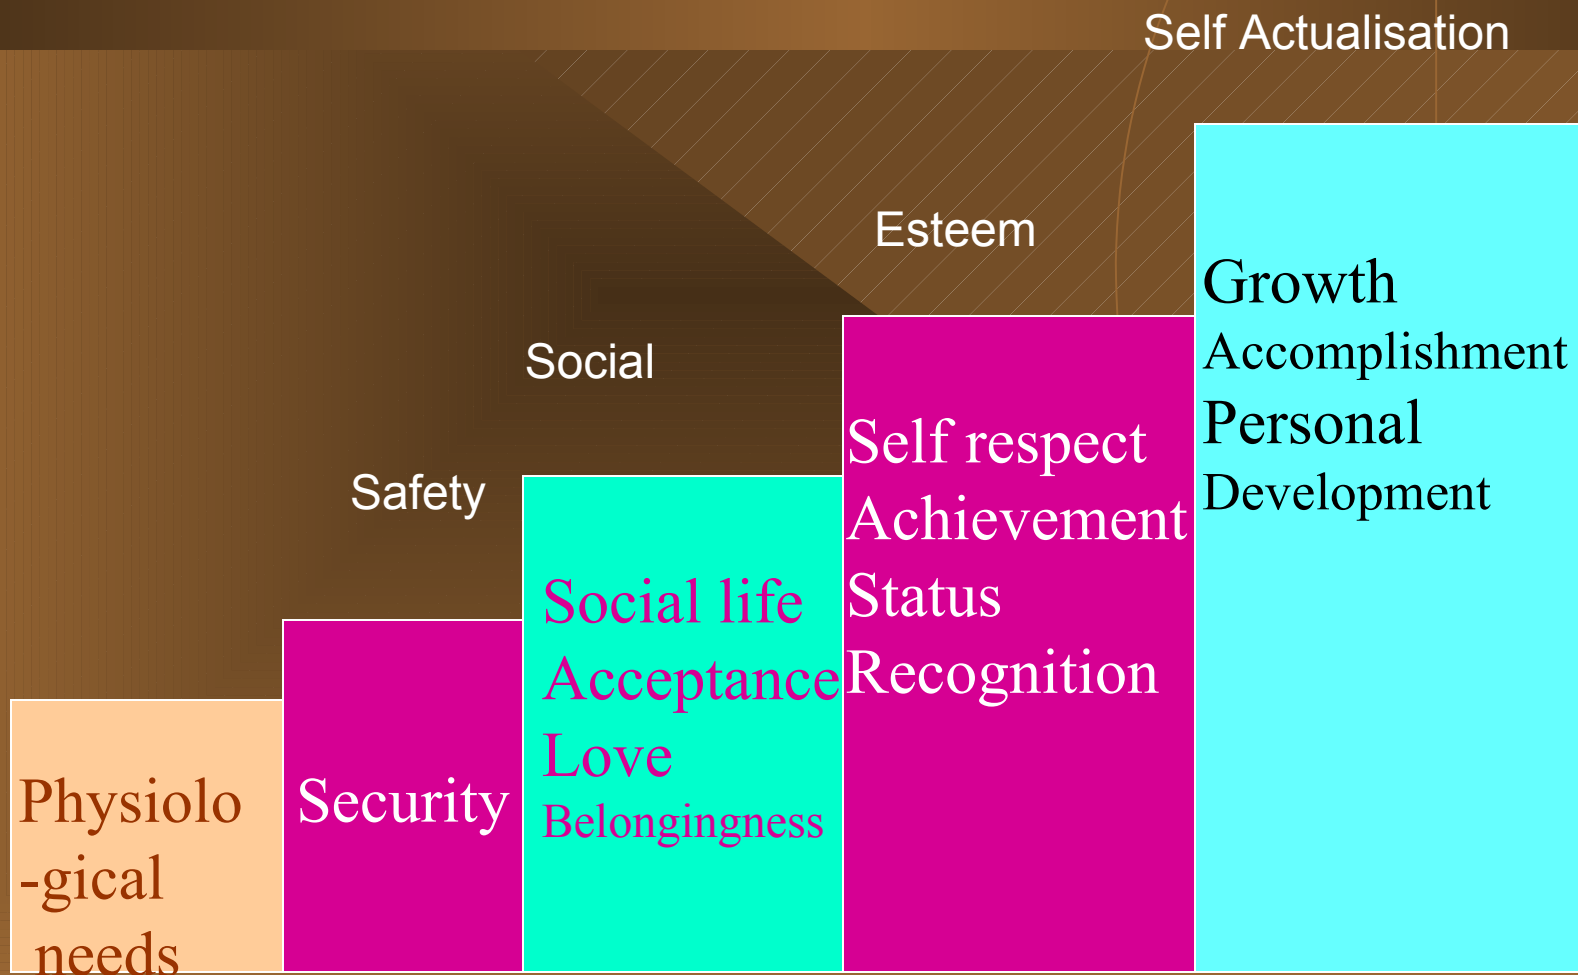 Self Actualisation
Esteem
Social
Safety
Growth
Accomplishment
Personal
Development
Self respect
Achievement
Status
Recognition
Social life
Acceptance
Love
Belongingness
Security
Physiolo
-gical
needs